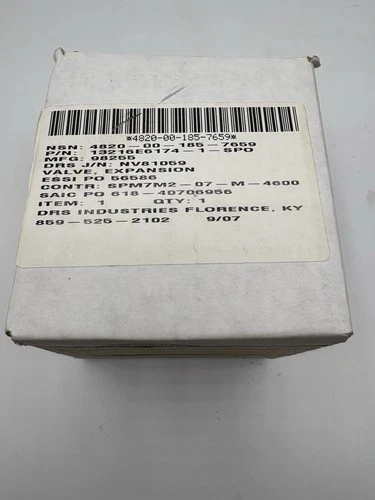 *4820-00-185-7659*
NSN: 4820-00-185-7659
P/N: 13216E6174-1-SPO
MFG: 98255
DRS J/N: NV81059
VALVE, EXPANSION
ESSI PO 56586
CONTR: SPM7M2-07-M-4600
SAIC PO 618-40706956
ITEM: 1 QTY: 1
DRS INDUSTRIES FLORENCE, KY
859-525-2102 9/07